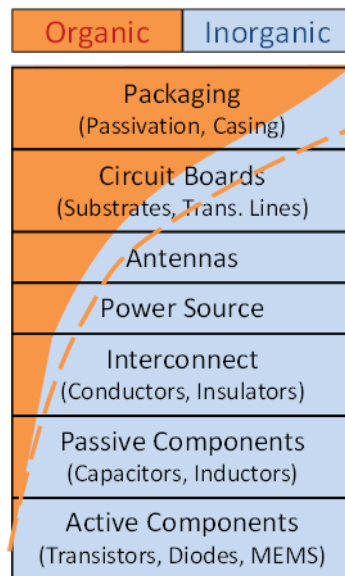 Organic Inorganic
Packaging
(Passivation, Casing)
Circuit Boards
(Substrates, Trans. Lines)
Antennas
Power Source
Interconnect
(Conductors, Insulators)
Passive Components
(Capacitors, Inductors)
Active Components
(Transistors, Diodes, MEMS)